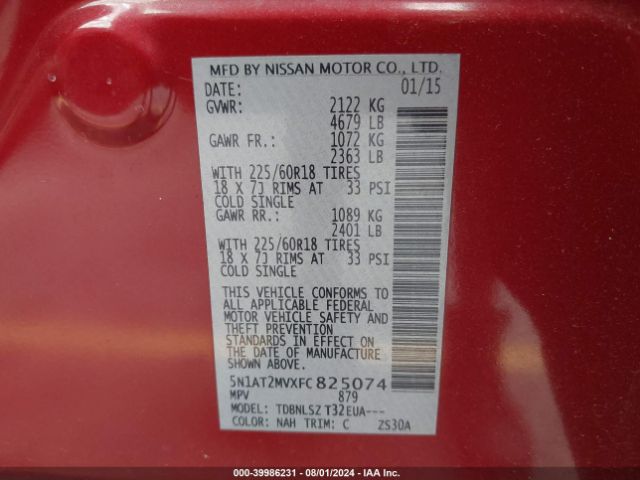 MFD BY NISSAN MOTOR CO., LTD.
DATE: 01/15
GVWR: 2122 KG
4679 LB
GAWR FR.: 1072 KG
2363 LB
WITH 225/60R18 TIRES
18 X 7J RIMS AT 33 PSI
COLD SINGLE
GAWR RR.: 1089 KG
2401 LB
WITH 225/60R18 TIRES
18 X 7J RIMS AT 33 PSI
COLD SINGLE
THIS VEHICLE CONFORMS TO
ALL APPLICABLE FEDERAL
MOTOR VEHICLE SAFETY AND
THEFT PREVENTION
STANDARDS IN EFFECT ON
THE DATE OF MANUFACTURE
SHOWN ABOVE.
5N1AT2MVXFC825074
MPV 879
MODEL: TDBNLSZ T32EUA---
COLOR: NAH TRIM: C ZS30A
000-39986231 - 08/01/2024 - IAA Inc.